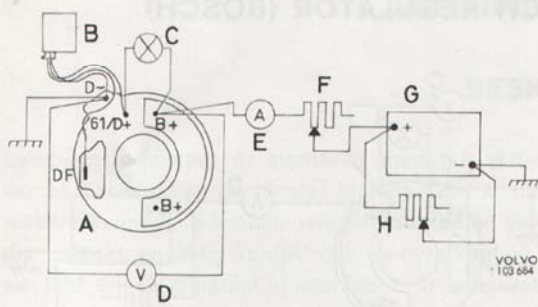 B
C
D-
61/D+
B+
DF
A
B+
V
D
A
E
F
G
+
-
H
VOLVO
103 684